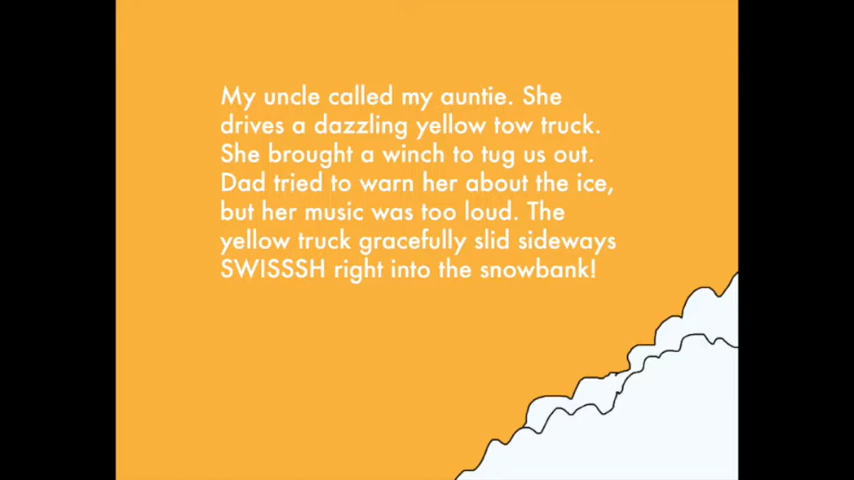 My uncle called my auntie. She
drives a dazzling yellow tow truck.
She brought a winch to tug us out.
Dad tried to warn her about the ice,
but her music was too loud. The
yellow truck gracefully slid sideways
SWISSSH right into the snowbank!